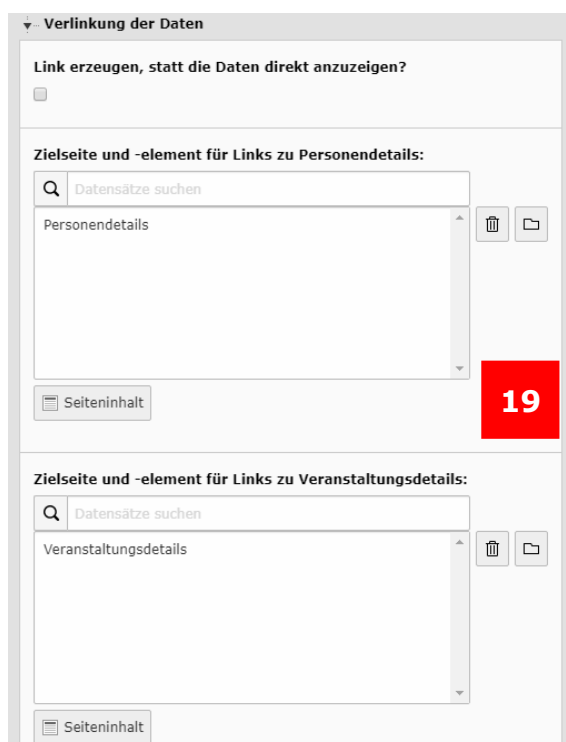 Verlinkung der Daten
Link erzeugen, statt die Daten direkt anzuzeigen?
Zielseite und -element für Links zu Personendetails:
Datensätze suchen
Personendetails
Seiteninhalt
19
Zielseite und -element für Links zu Veranstaltungsdetails:
Datensätze suchen
Veranstaltungsdetails
Seiteninhalt